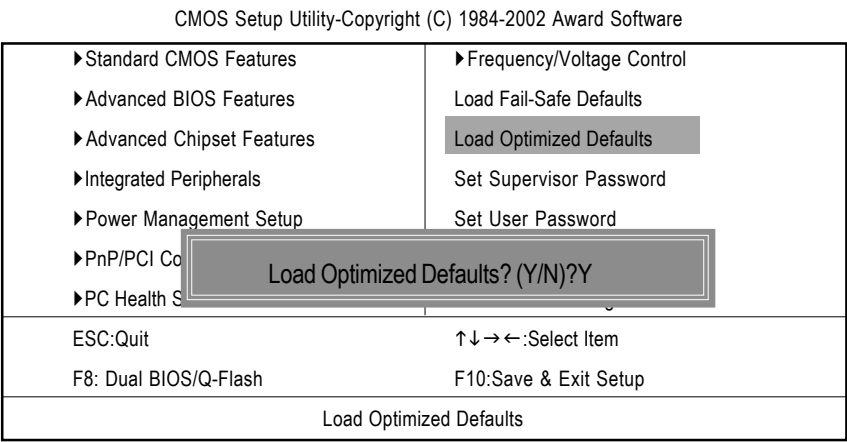 CMOS Setup Utility-Copyright (C) 1984-2002 Award Software
▶Standard CMOS Features
▶Advanced BIOS Features
▶Advanced Chipset Features
▶Integrated Peripherals
▶Power Management Setup
▶PnP/PCI Co
▶PC Health S
▶Frequency/Voltage Control
Load Fail-Safe Defaults
Load Optimized Defaults
Set Supervisor Password
Set User Password
Load Optimized Defaults? (Y/N)?Y
ESC:Quit
↑↓→←:Select Item
F8: Dual BIOS/Q-Flash
F10:Save & Exit Setup
Load Optimized Defaults